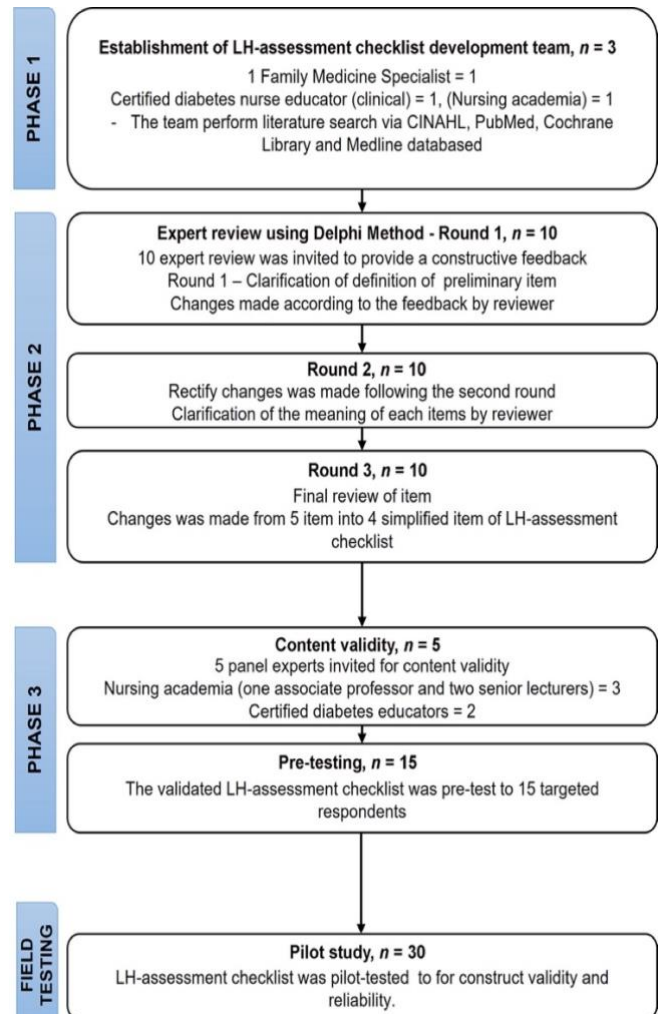 PHASE 1
Establishment of LH-assessment checklist development team, n = 3
1 Family Medicine Specialist = 1
Certified diabetes nurse educator (clinical) = 1, (Nursing academia) = 1
- The team perform literature search via CINAHL, PubMed, Cochrane
Library and Medline databased
PHASE 2
Expert review using Delphi Method - Round 1, n = 10
10 expert review was invited to provide a constructive feedback
Round 1 – Clarification of definition of preliminary item
Changes made according to the feedback by reviewer
Round 2, n = 10
Rectify changes was made following the second round
Clarification of the meaning of each items by reviewer
Round 3, n = 10
Final review of item
Changes was made from 5 item into 4 simplified item of LH-assessment
checklist
PHASE 3
Content validity, n = 5
5 panel experts invited for content validity
Nursing academia (one associate professor and two senior lecturers) = 3
Certified diabetes educators = 2
Pre-testing, n = 15
The validated LH-assessment checklist was pre-test to 15 targeted
respondents
FIELD
TESTING
Pilot study, n = 30
LH-assessment checklist was pilot-tested to for construct validity and
reliability.